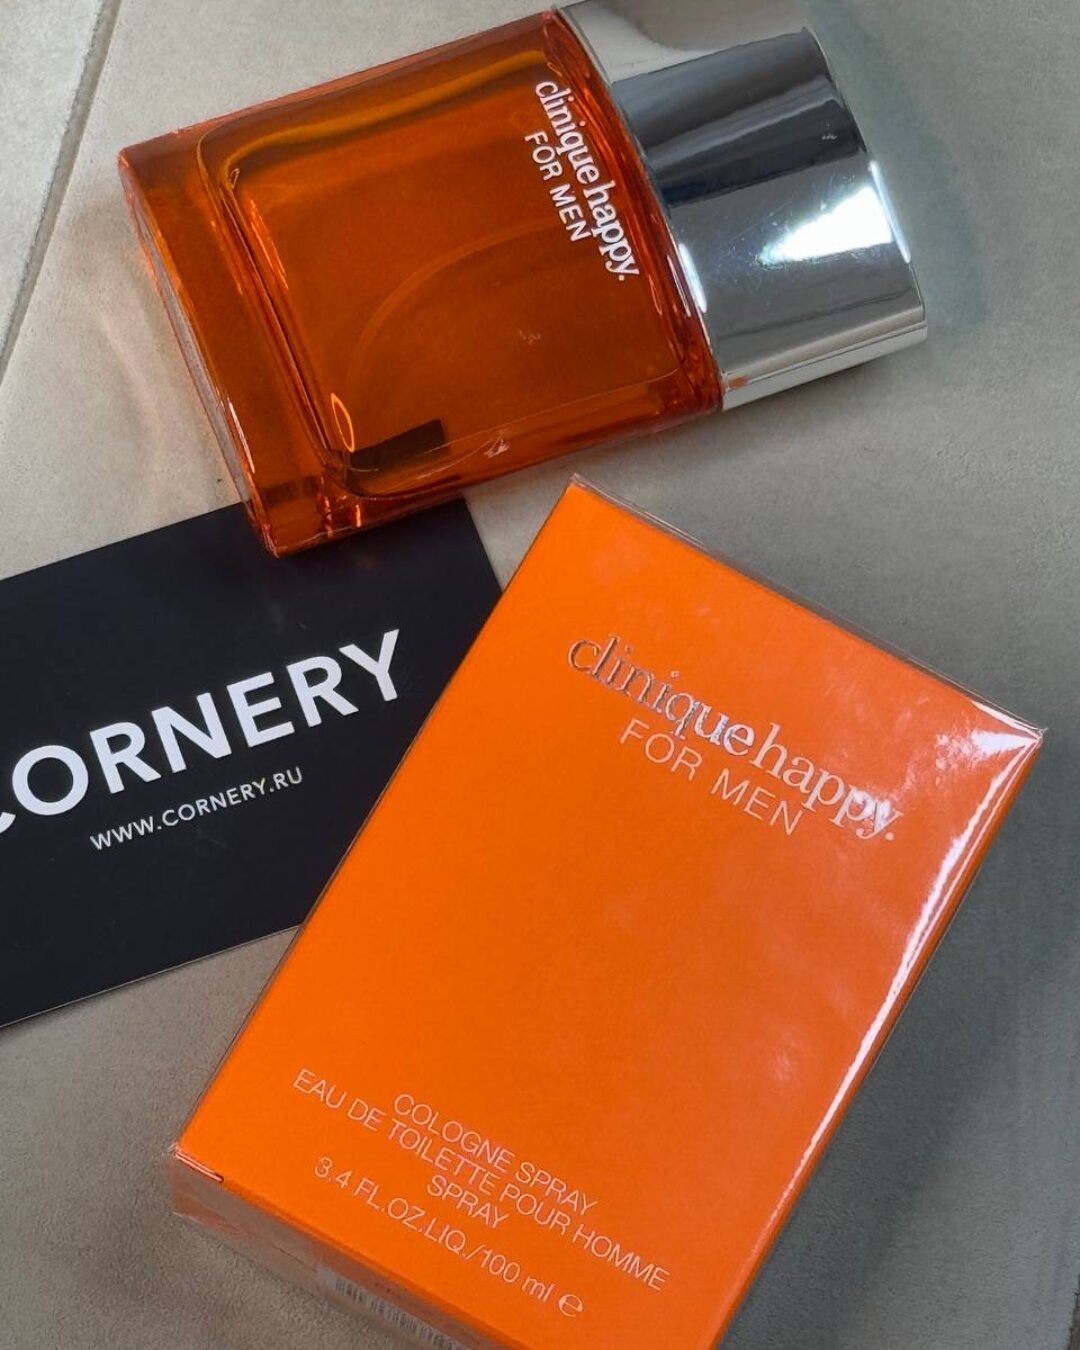 clinique happy.
FOR MEN
CORNERY
WWW.CORNERY.RU
clinique happy.
FOR MEN
COLOGNE SPRAY
EAU DE TOILETTE POUR HOMME
SPRAY
3.4 FL.OZ.LIQ./100 ml e